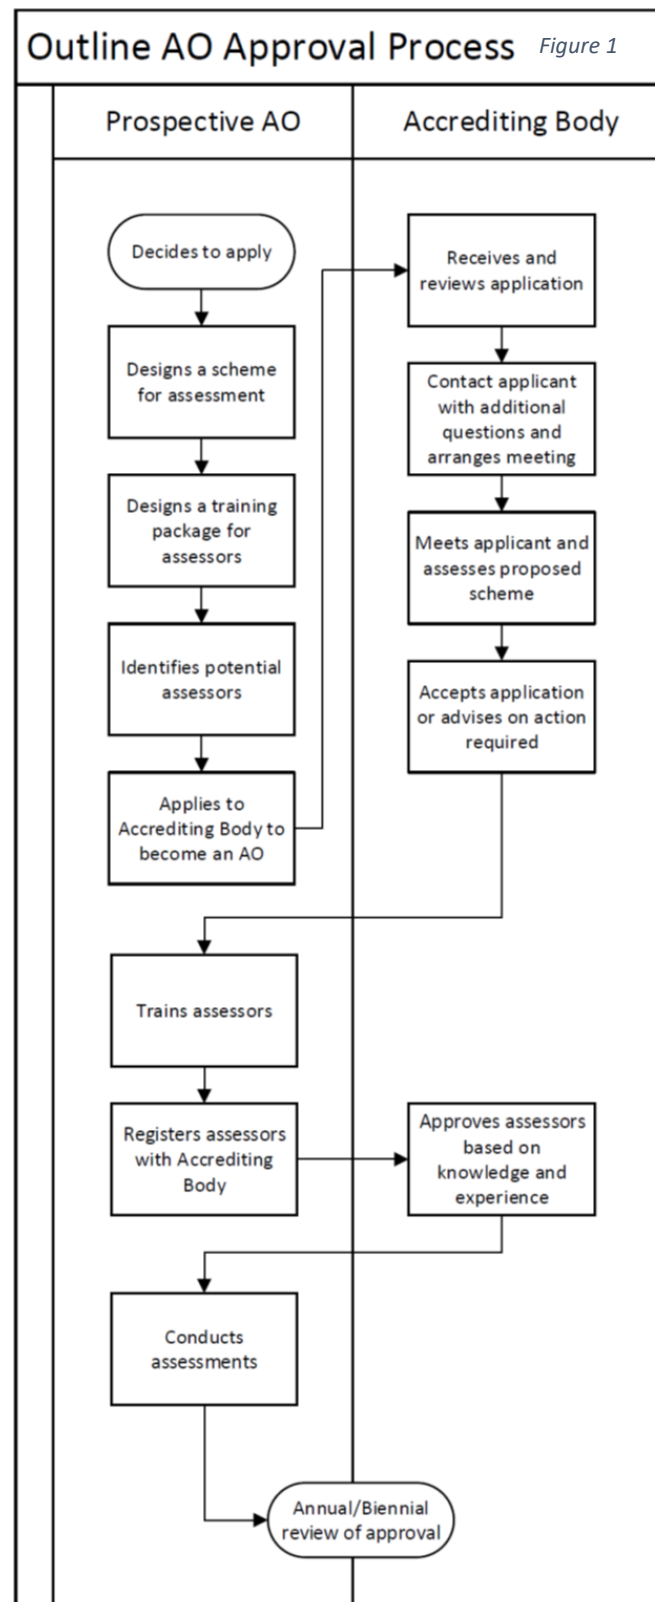 Outline AO Approval Process Figure 1
Prospective AO
Accrediting Body
Decides to apply
Designs a scheme
for assessment
Designs a training
package for
assessors
Identifies potential
assessors
Applies to
Accrediting Body to
become an AO
Receives and
reviews application
Contact applicant
with additional
questions and
arranges meeting
Meets applicant and
assesses proposed
scheme
Accepts application
or advises on action
required
Trains assessors
Registers assessors
with Accrediting
Body
Approves assessors
based on
knowledge and
experience
Conducts
assessments
Annual/Biennial
review of approval